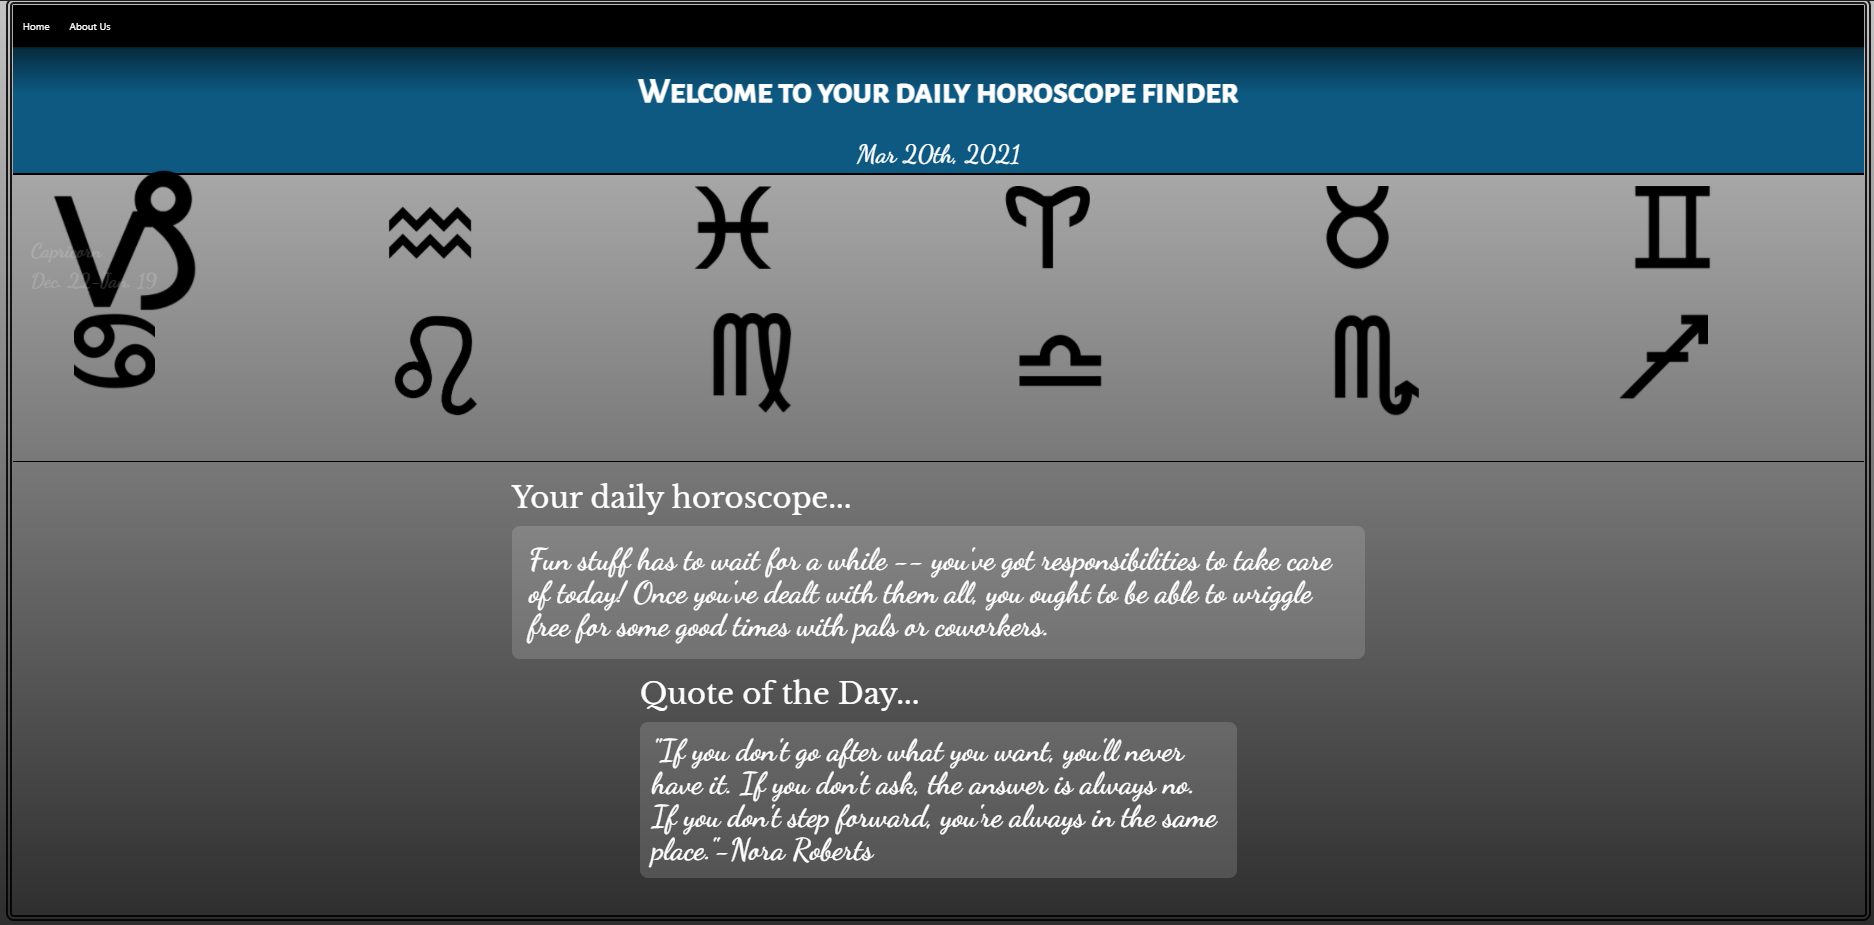 Home About Us
Welcome to your daily horoscope finder
Mar 20th, 2021
Capricorn
Dec. 22-Jan. 19
Your daily horoscope...
Fun stuff has to wait for a while -- you've got responsibilities to take care
of today! Once you've dealt with them all, you ought to be able to wriggle
free for some good times with pals or coworkers.
Quote of the Day...
"If you don't go after what you want, you'll never
have it. If you don't ask, the answer is always no.
If you don't step forward, you're always in the same
place."-Nora Roberts